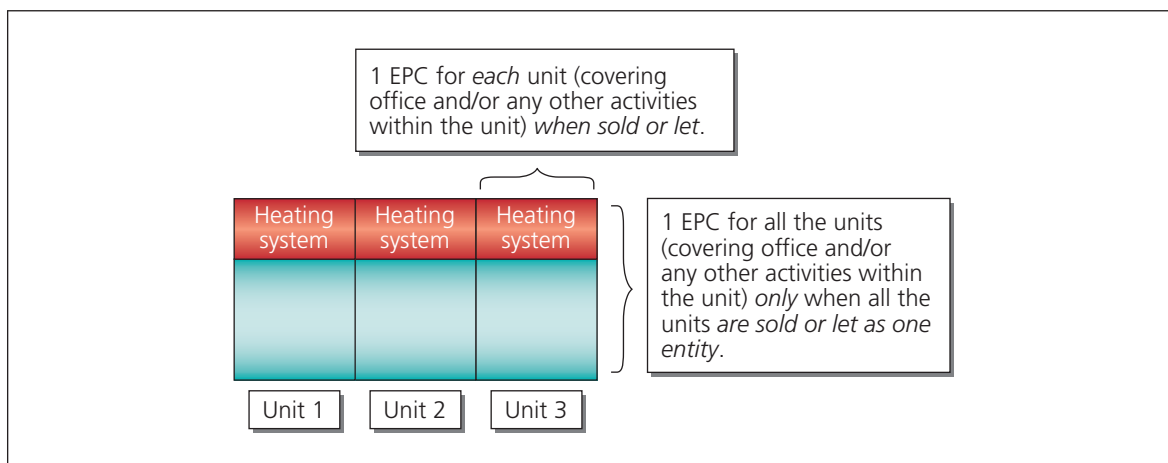 1 EPC for each unit (covering
office and/or any other activities
within the unit) when sold or let.
Heating
system
Heating
system
Heating
system
1 EPC for all the units
(covering office and/or
any other activities within
the unit) only when all the
units are sold or let as one
entity.
Unit 1
Unit 2
Unit 3